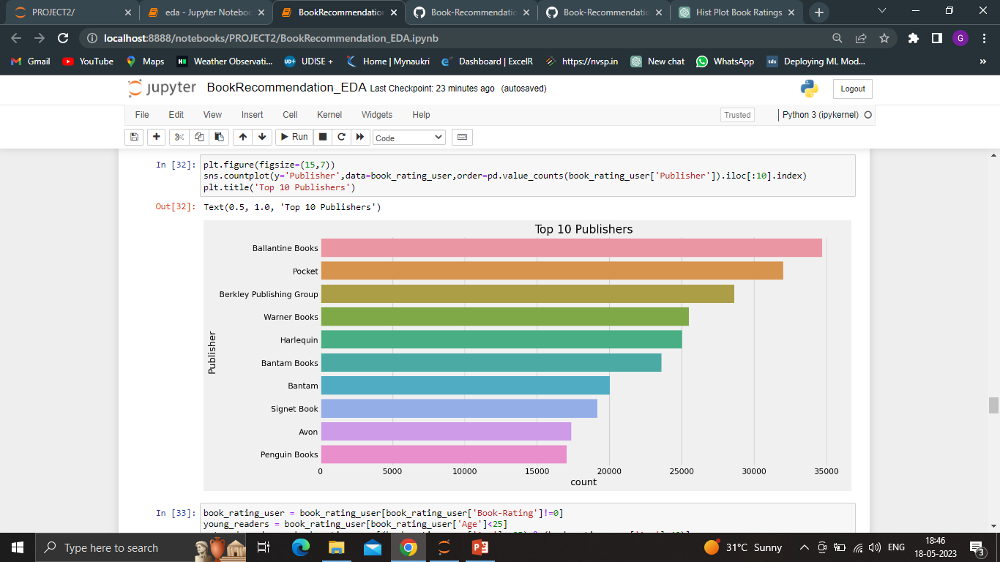 PROJECT2/
eda - Jupyter Noteboo
BookRecommendation
Book-Recommendatio
Book-Recommendatio
Hist Plot Book Ratings
localhost:8888/notebooks/PROJECT2/BookRecommendation_EDA.ipynb
G
Gmail
YouTube
Maps
Weather Observati...
UDISE +
Home | Mynaukri
Dashboard | ExcelR
https://nvsp.in
New chat
WhatsApp
Deploying ML Mod...
»
jupyter BookRecommendation_EDA Last Checkpoint: 23 minutes ago (autosaved)
Logout
File Edit View Insert Cell Kernel Widgets Help
Trusted
Python 3 (ipykernel)
Run
Code
In [32]: plt.figure(figsize=(15,7))
sns.countplot(y='Publisher',data=book_rating_user,order=pd.value_counts(book_rating_user['Publisher']).iloc[:10].index)
plt.title('Top 10 Publishers')
Out[32]: Text(0.5, 1.0, 'Top 10 Publishers')
Top 10 Publishers
Publisher
Ballantine Books
Pocket
Berkley Publishing Group
Warner Books
Harlequin
Bantam Books
Bantam
Signet Book
Avon
Penguin Books
0 5000 10000 15000 20000 25000 30000 35000
count
In [33]: book_rating_user = book_rating_user[book_rating_user['Book-Rating']!=0]
young_readers = book_rating_user[book_rating_user['Age']<25]
Type here to search
31°C Sunny
ENG
18:46
18-05-2023
3